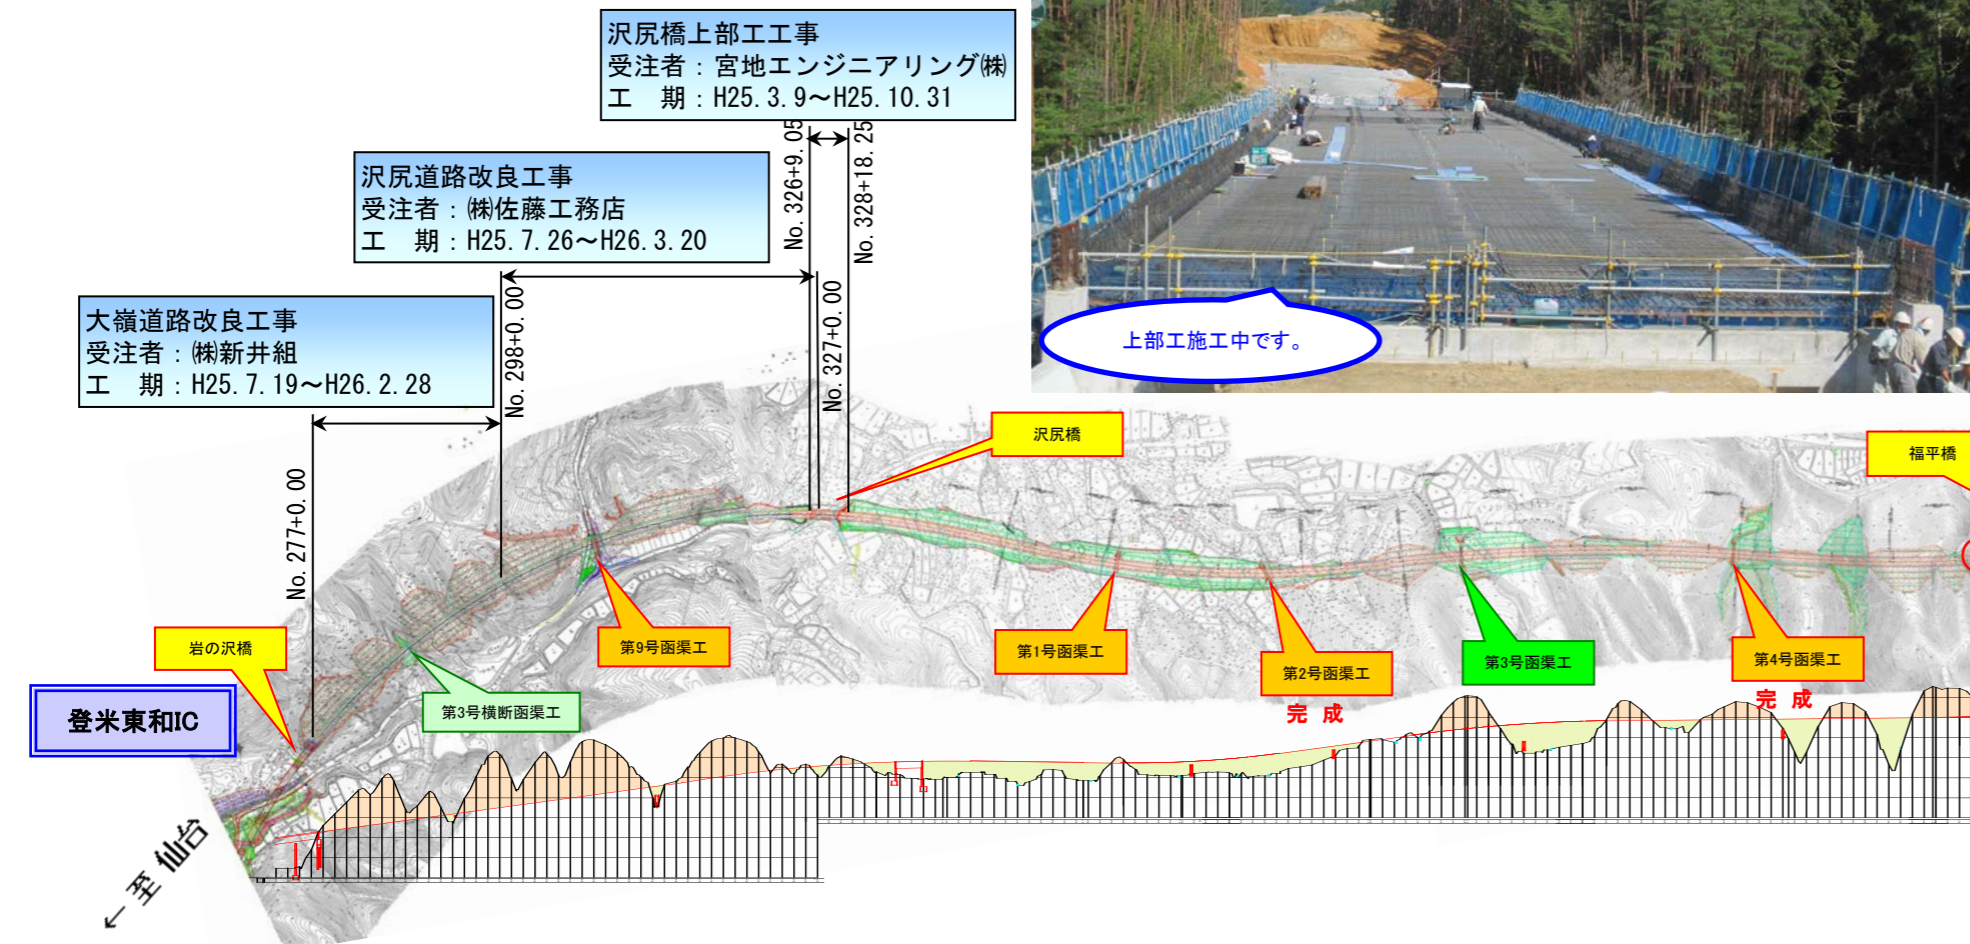 沢尻橋上部工工事
受注者：宮地エンジニアリング㈱
工　期：H25.3.9～H25.10.31
沢尻道路改良工事
受注者：㈱佐藤工務店
工　期：H25.7.26～H26.3.20
大嶺道路改良工事
受注者：㈱新井組
工　期：H25.7.19～H26.2.28
No. 277+0.00
No. 298+0.00
No. 326+9.05
No. 327+0.00
No. 328+18.25
上部工施工中です。
沢尻橋
福平橋
岩の沢橋
第3号横断函渠工
第9号函渠工
第1号函渠工
第2号函渠工
完 成
第3号函渠工
第4号函渠工
完 成
登米東和IC
←至 仙台